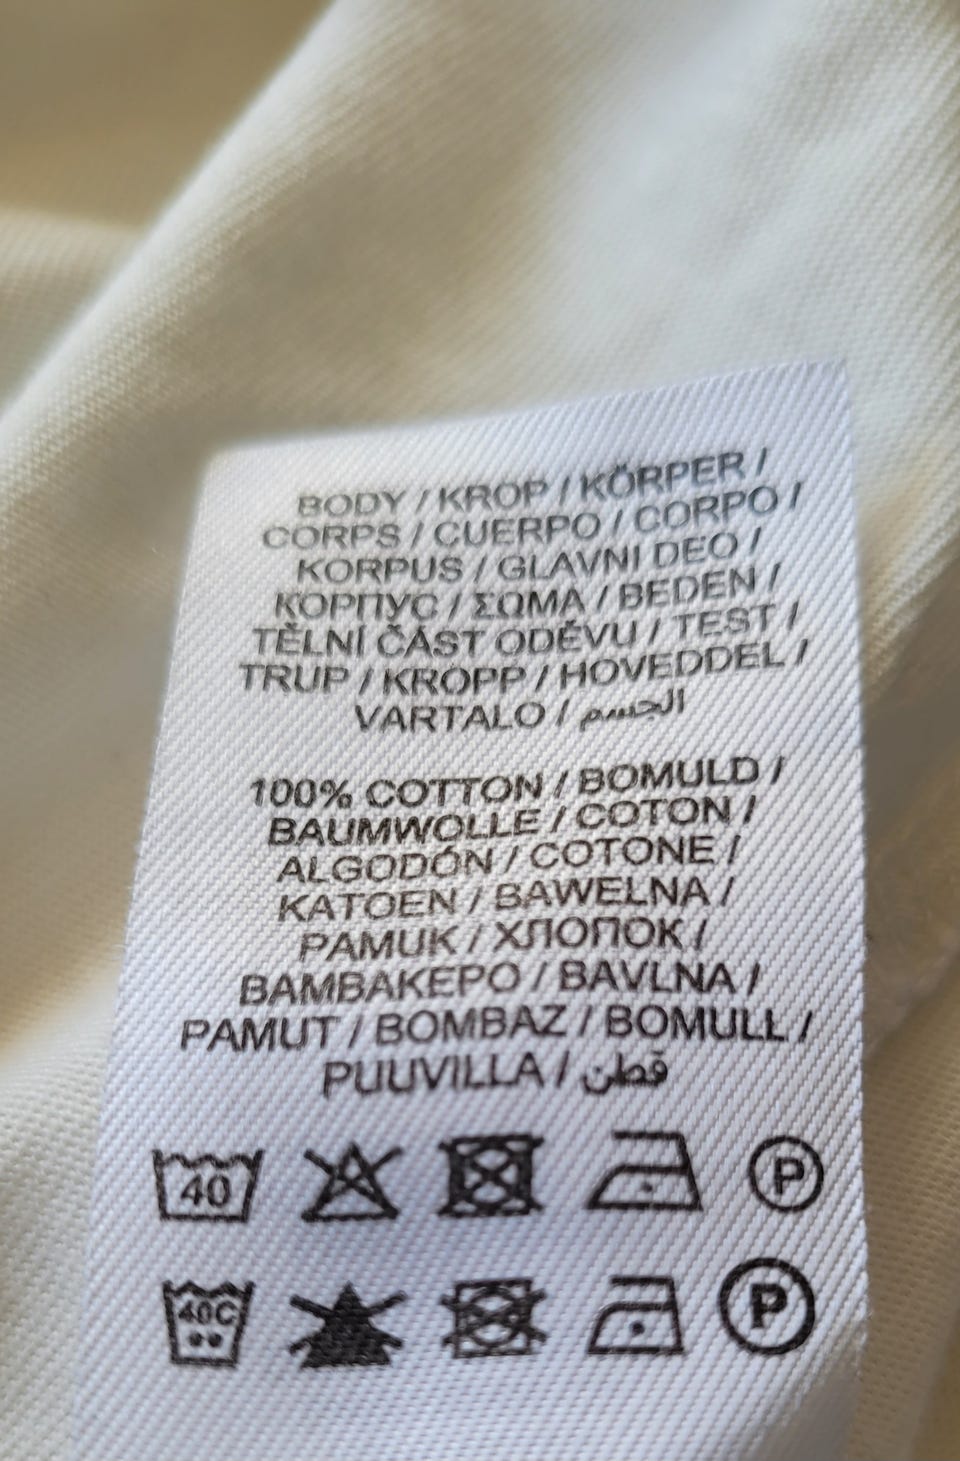 BODY / KROP / KÖRPER /
CORPS / CUERPO / CORPO /
KORPUS / GLAVNI DEO /
КОРПУС / ΣΩΜΑ / BEDEN /
TĚLNÍ ČÁST ODĚVU / TEST /
TRUP / KROPP / HOVEDDEL /
VARTALO / الجسم
100% COTTON / BOMULD /
BAUMWOLLE / COTON /
ALGODÓN / COTONE /
KATOEN / BAWEŁNA /
PAMUK / ХЛОПОК /
ΒΑΜΒΑΚΕΡΟ / BAVLNA /
PAMUT / BOMBAZ / BOMULL /
PUUVILLA / قطن
40 P
40C P